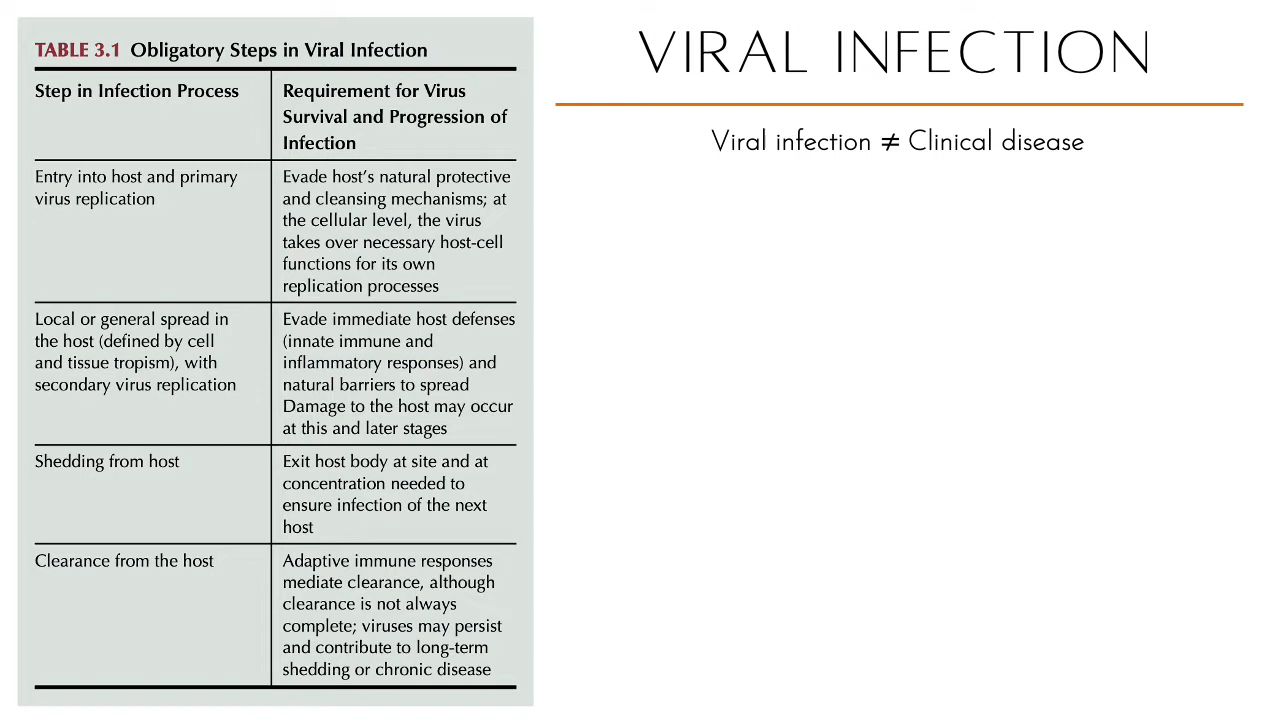 TABLE 3.1 Obligatory Steps in Viral Infection
Step in Infection Process
Requirement for Virus
Survival and Progression of
Infection
Entry into host and primary
virus replication
Evade host’s natural protective
and cleansing mechanisms; at
the cellular level, the virus
takes over necessary host-cell
functions for its own
replication processes
Local or general spread in
the host (defined by cell
and tissue tropism), with
secondary virus replication
Evade immediate host defenses
(innate immune and
inflammatory responses) and
natural barriers to spread
Damage to the host may occur
at this and later stages
Shedding from host
Exit host body at site and at
concentration needed to
ensure infection of the next
host
Clearance from the host
Adaptive immune responses
mediate clearance, although
clearance is not always
complete; viruses may persist
and contribute to long-term
shedding or chronic disease
VIRAL INFECTION
Viral infection ≠ Clinical disease